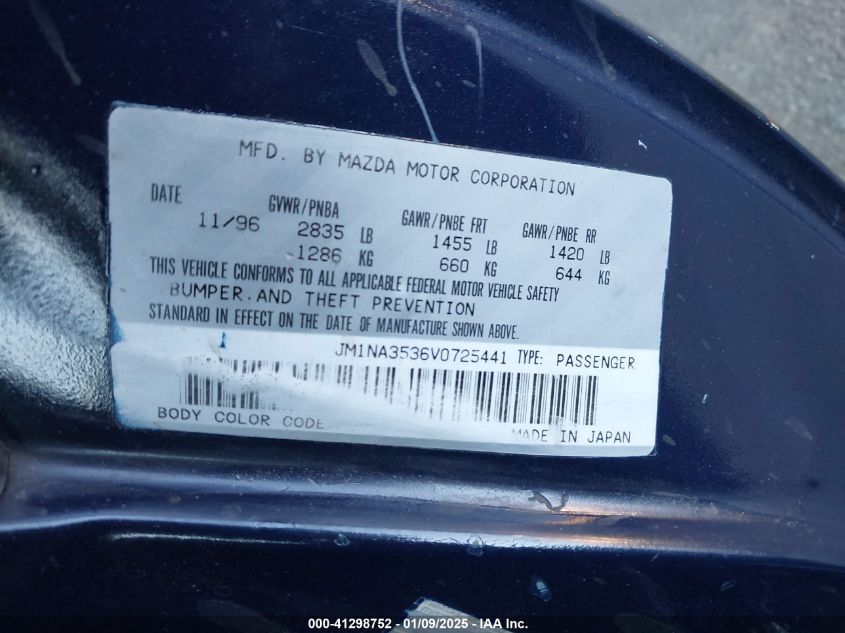 MFD. BY MAZDA MOTOR CORPORATION
DATE GVWR/PNBA GAWR/PNBE FRT GAWR/PNBE RR
11/96 2835 LB 1455 LB 1420 LB
1286 KG 660 KG 644 KG
THIS VEHICLE CONFORMS TO ALL APPLICABLE FEDERAL MOTOR VEHICLE SAFETY
BUMPER.AND THEFT PREVENTION
STANDARD IN EFFECT ON THE DATE OF MANUFACTURE SHOWN ABOVE.
JM1NA3536V0725441 TYPE: PASSENGER
BODY COLOR CODE. MADE IN JAPAN
000-41298752 - 01/09/2025 - IAA Inc.